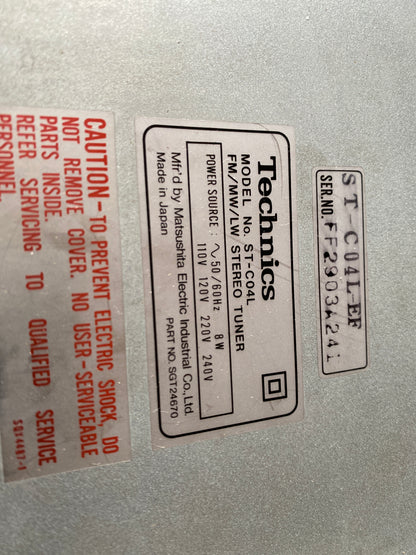 ST-C04L-EF
SER.NO. FF2903A241
Technics
MODEL No. ST-C04L
FM/MW/LW STEREO TUNER
POWER SOURCE : ∿50/60Hz 8W
110V 120V 220V 240V
Mfr'd by Matsushita Electric Industrial Co., Ltd.
Made in Japan
PART NO. SGT24670
CAUTION-TO PREVENT ELECTRIC SHOCK, DO
NOT REMOVE COVER. NO USER-SERVICEABLE
PARTS INSIDE.
REFER SERVICING TO QUALIFIED SERVICE
PERSONNEL.
SQX4487-1